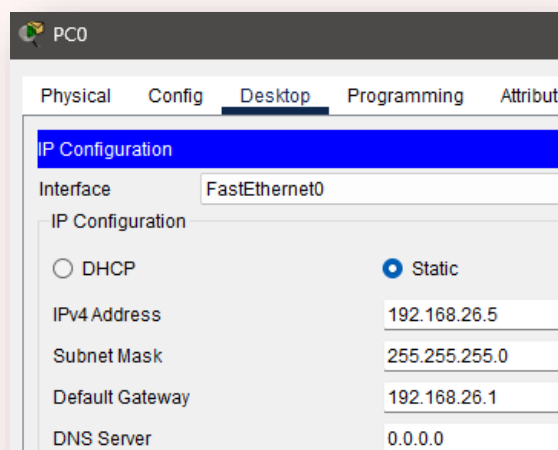 PC0
Physical Config Desktop Programming Attribut
IP Configuration
Interface FastEthernet0
IP Configuration
DHCP Static
IPv4 Address 192.168.26.5
Subnet Mask 255.255.255.0
Default Gateway 192.168.26.1
DNS Server 0.0.0.0